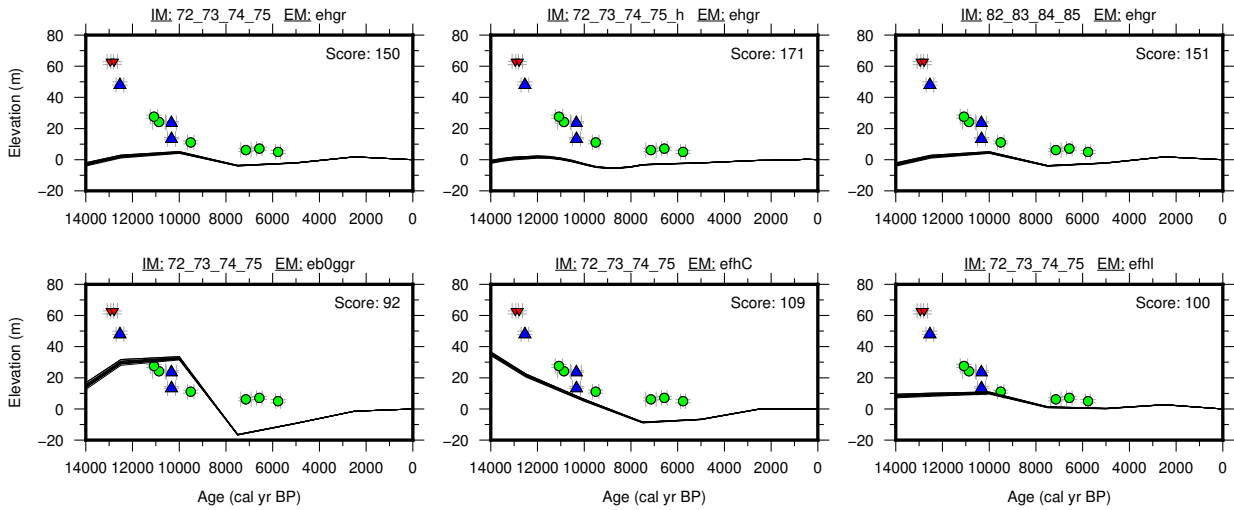 IM: 72_73_74_75 EM: ehgr
IM: 72_73_74_75_h EM: ehgr
IM: 82_83_84_85 EM: ehgr
Score: 150
Score: 171
Score: 151
Elevation (m)
80
60
40
20
0
−20
14000 12000 10000 8000 6000 4000 2000 0
14000 12000 10000 8000 6000 4000 2000 0
14000 12000 10000 8000 6000 4000 2000 0
IM: 72_73_74_75 EM: eb0ggr
IM: 72_73_74_75 EM: efhC
IM: 72_73_74_75 EM: efhl
Score: 92
Score: 109
Score: 100
Elevation (m)
80
60
40
20
0
−20
14000 12000 10000 8000 6000 4000 2000 0
14000 12000 10000 8000 6000 4000 2000 0
14000 12000 10000 8000 6000 4000 2000 0
Age (cal yr BP)
Age (cal yr BP)
Age (cal yr BP)